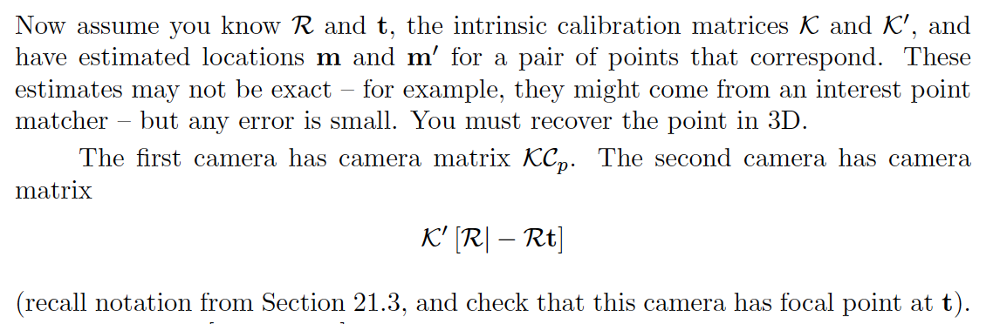 Now assume you know ℛ and t, the intrinsic calibration matrices 𝒦 and 𝒦′, and
have estimated locations m and m′ for a pair of points that correspond. These
estimates may not be exact – for example, they might come from an interest point
matcher – but any error is small. You must recover the point in 3D.
The first camera has camera matrix 𝒦𝒞ₚ. The second camera has camera
matrix
𝒦′ [ℛ| − ℛt]
(recall notation from Section 21.3, and check that this camera has focal point at t).